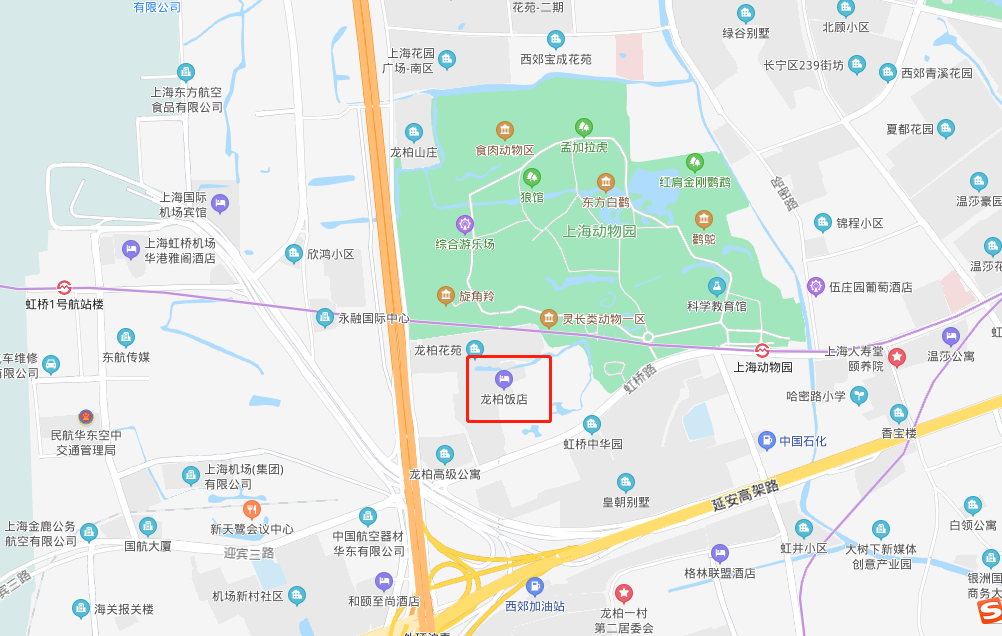 有限公司
花苑-二期
绿谷别墅
北顾小区
上海花园
广场-南区
西郊宝成花苑
长宁区239街坊
西郊青溪花园
上海东方航空
食品有限公司
龙柏山庄
食肉动物区
孟加拉虎
夏都花园
红肩金刚鹦鹉
哈密路
狼馆
东方白鹳
温莎豪园
上海国际
机场宾馆
综合游乐场
上海动物园
鹳鸵
锦程小区
上海虹桥机场
华港雅阁酒店
欣鸿小区
温莎花
虹桥1号航站楼
旋角羚
科学教育馆
伍庄园葡萄酒店
永融国际中心
灵长类动物一区
东航传媒
汽车维修
有限公司
龙柏花苑
上海动物园
上海人寿堂
颐养院
温莎公寓
虹
龙柏饭店
虹桥路
哈密路小学
民航华东空中
交通管理局
虹桥中华园
中国石化
香宝楼
上海机场(集团)
有限公司
龙柏高级公寓
皇朝别墅
延安高架路
上海金鹿公务
航空有限公司
国航大厦
新天鹭会议中心
迎宾三路
中国航空器材
华东有限公司
格林联盟酒店
虹井小区
大树下新媒体
创意产业园
白领公寓
宾三路
海关报关楼
机场新村社区
和颐至尚酒店
西郊加油站
龙柏一村
第二居委会
银洲国
商务大
S